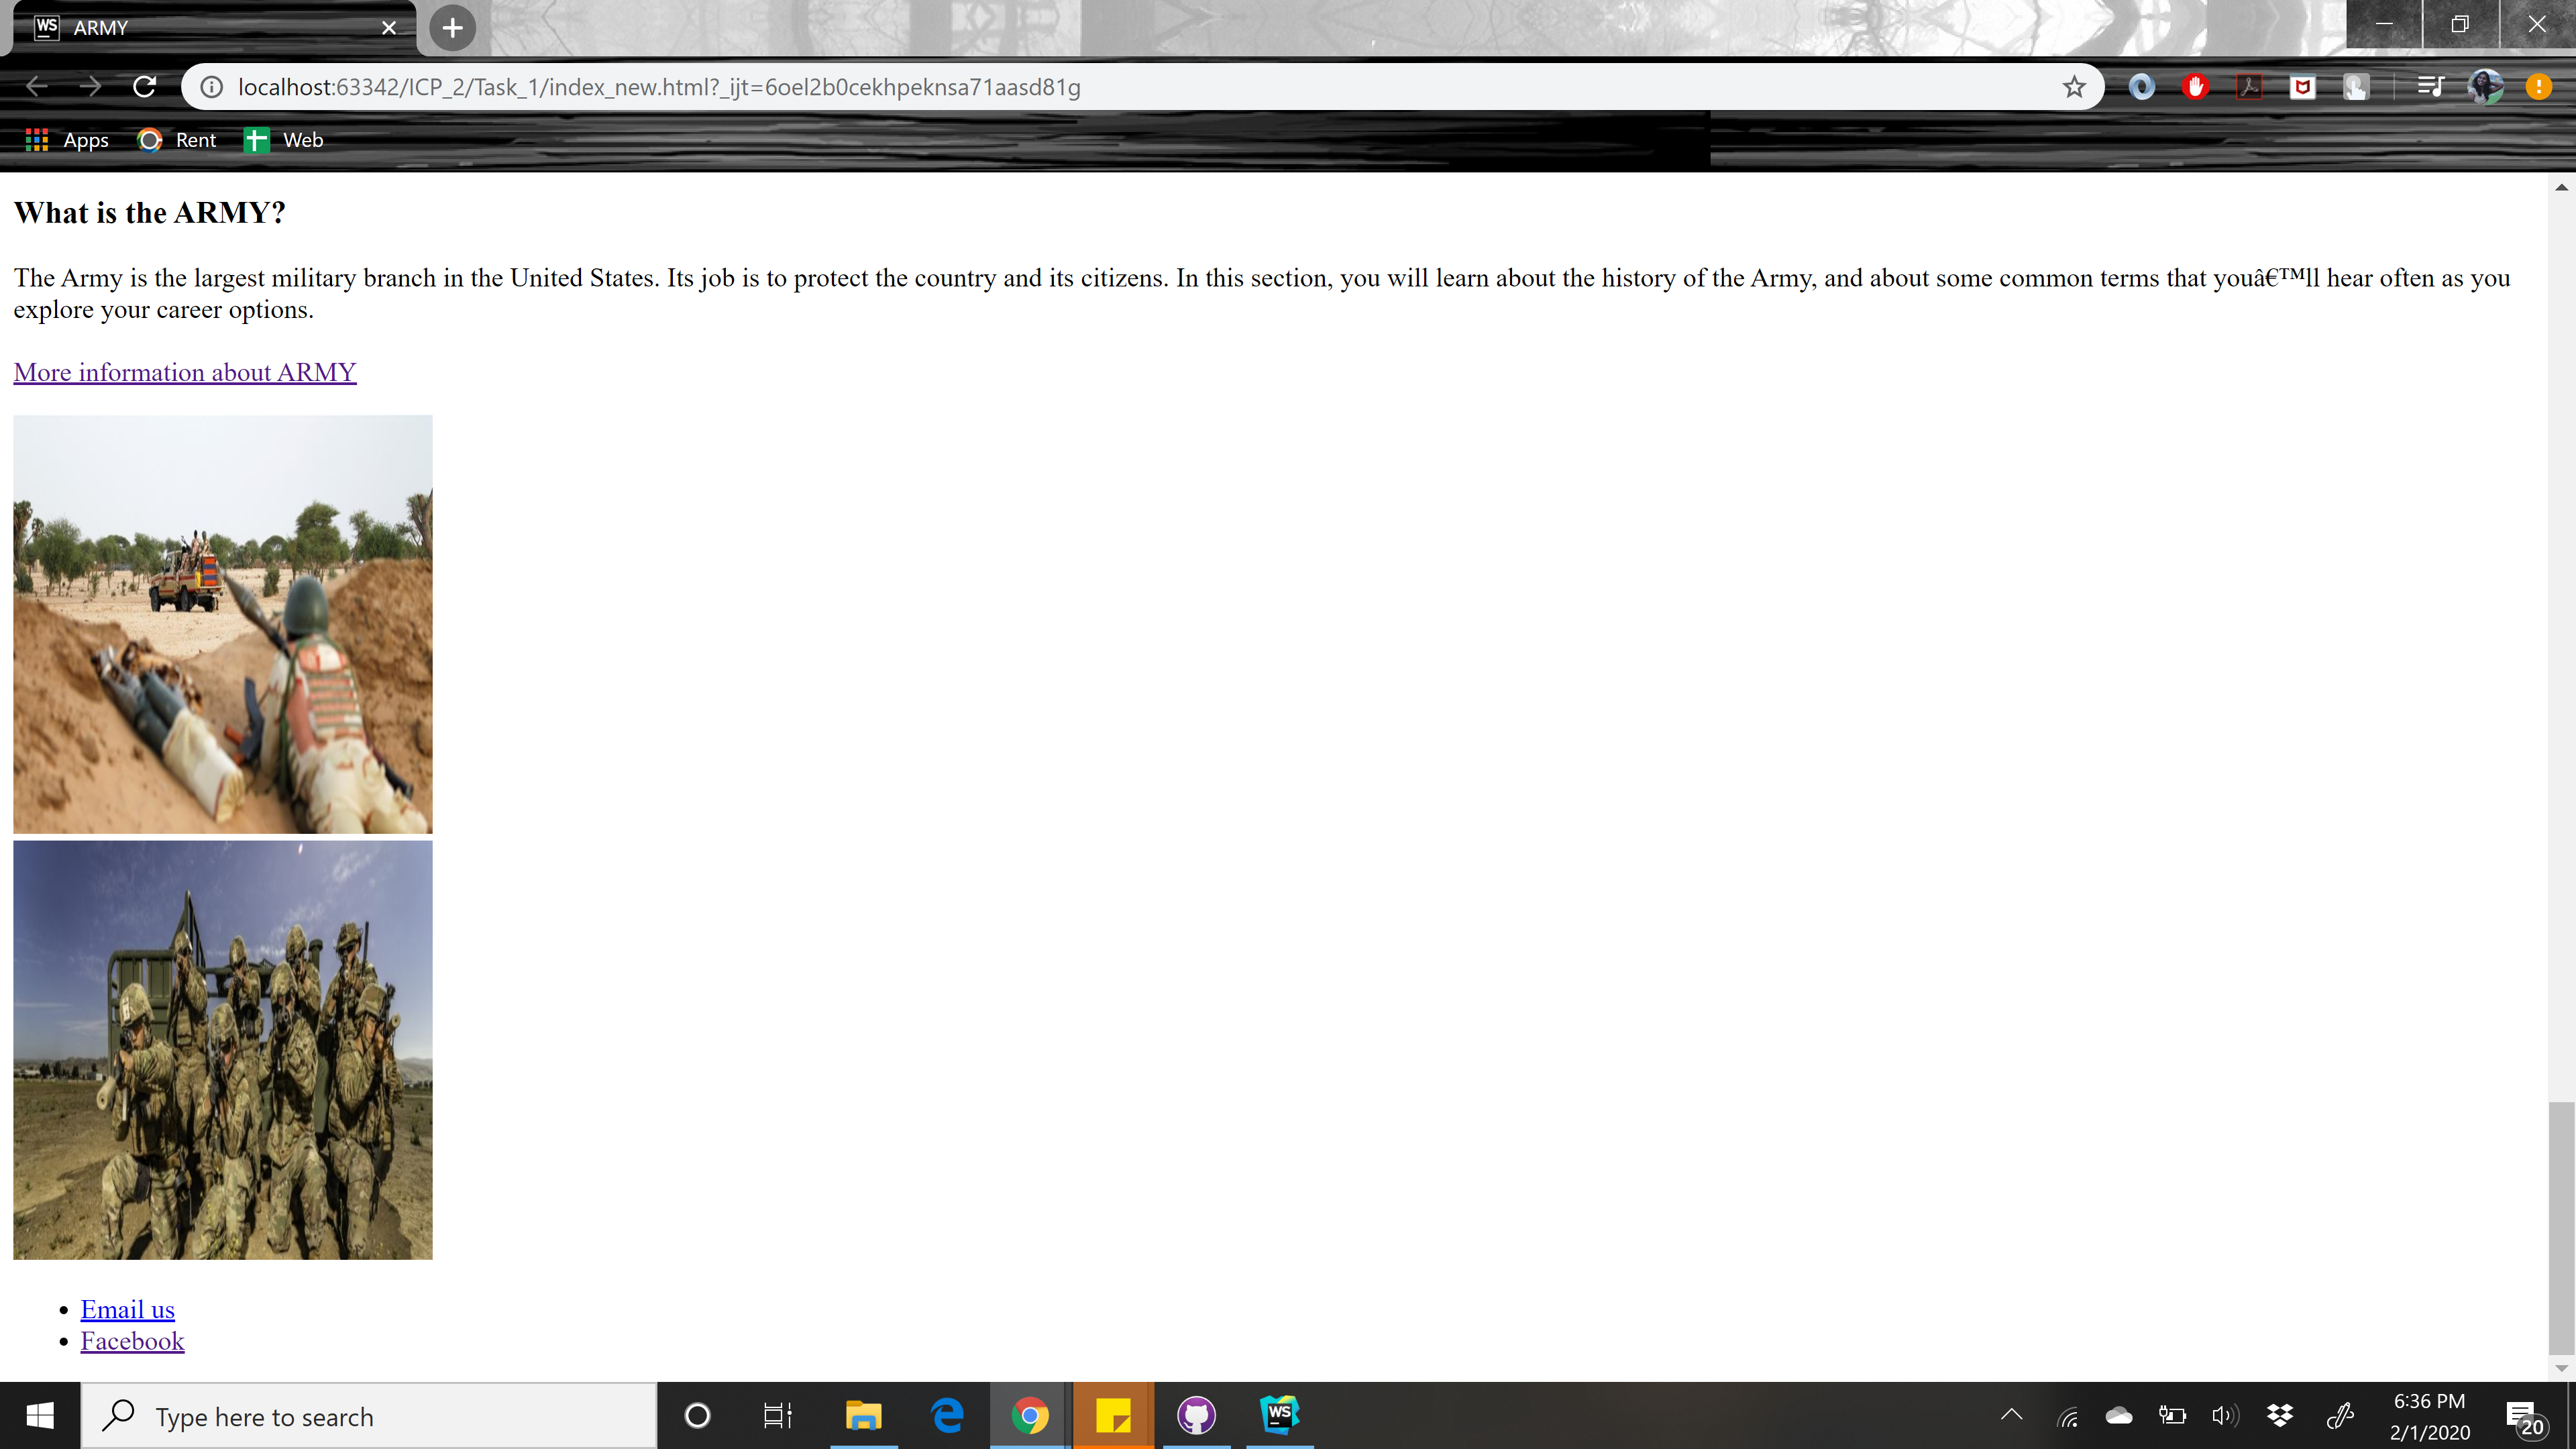 WS ARMY
localhost:63342/ICP_2/Task_1/index_new.html?_ijt=6oel2b0cekhpeknsa71aasd81g
Apps Rent Web
What is the ARMY?
The Army is the largest military branch in the United States. Its job is to protect the country and its citizens. In this section, you will learn about the history of the Army, and about some common terms that youâ€™ll hear often as you
explore your career options.
More information about ARMY
Email us
Facebook
Type here to search
WS
6:36 PM
2/1/2020
20